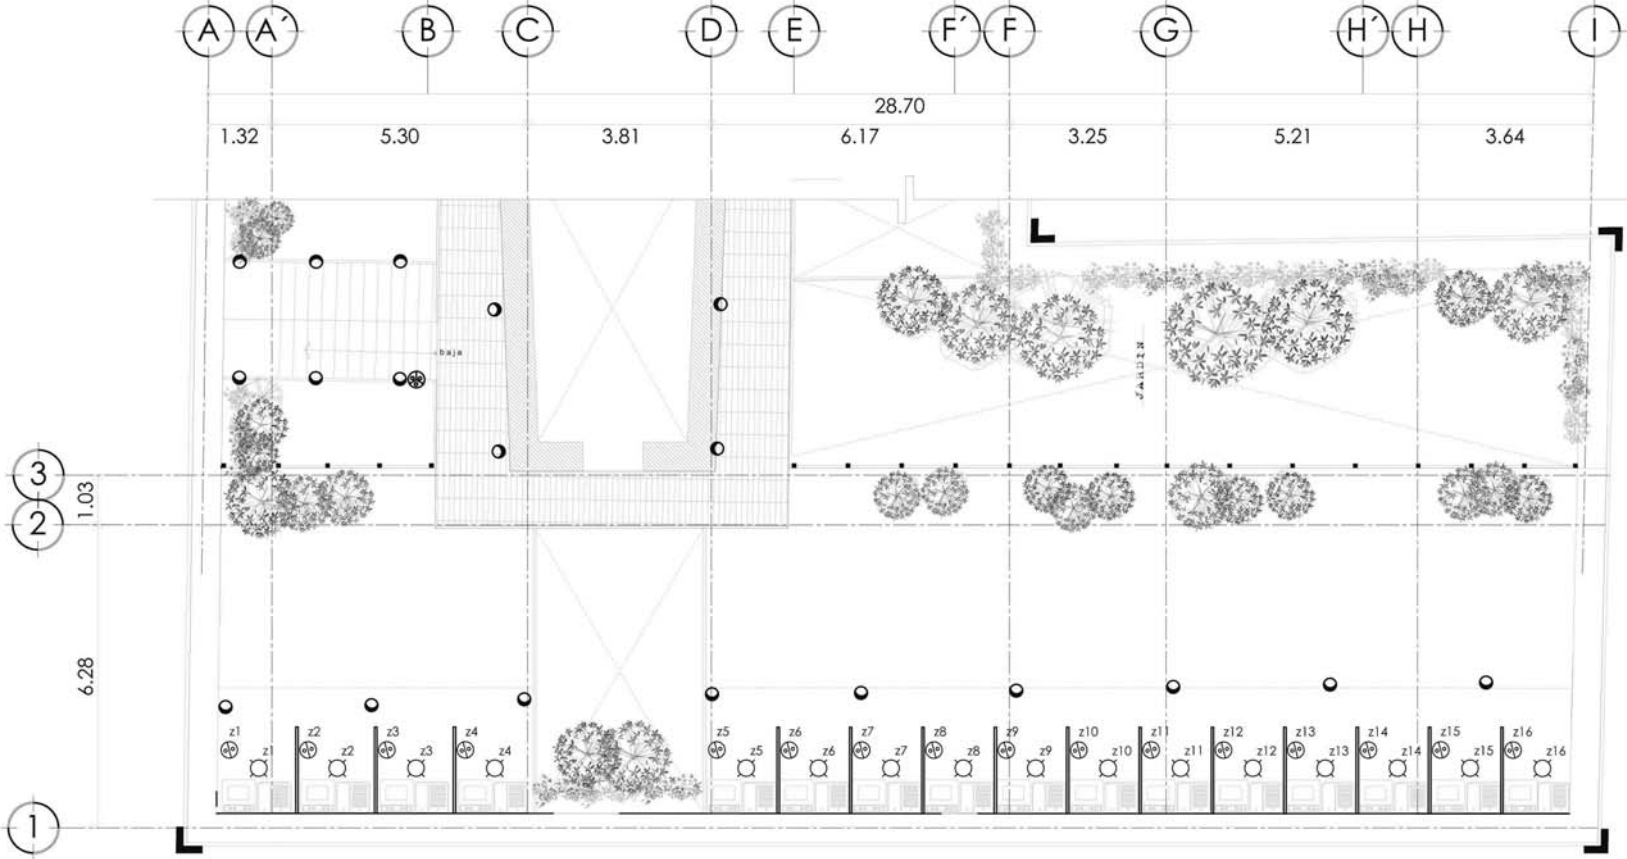 A A´ B C D E F´ F G H´ H I
28.70
1.32 5.30 3.81 6.17 3.25 5.21 3.64
baja
JARDIN
3
1.03
2
6.28
z1 z2 z3 z4 z5 z6 z7 z8 z9 z10 z11 z12 z13 z14 z15 z16
z1 z2 z3 z4 z5 z6 z7 z8 z9 z10 z11 z12 z13 z14 z15 z16
1